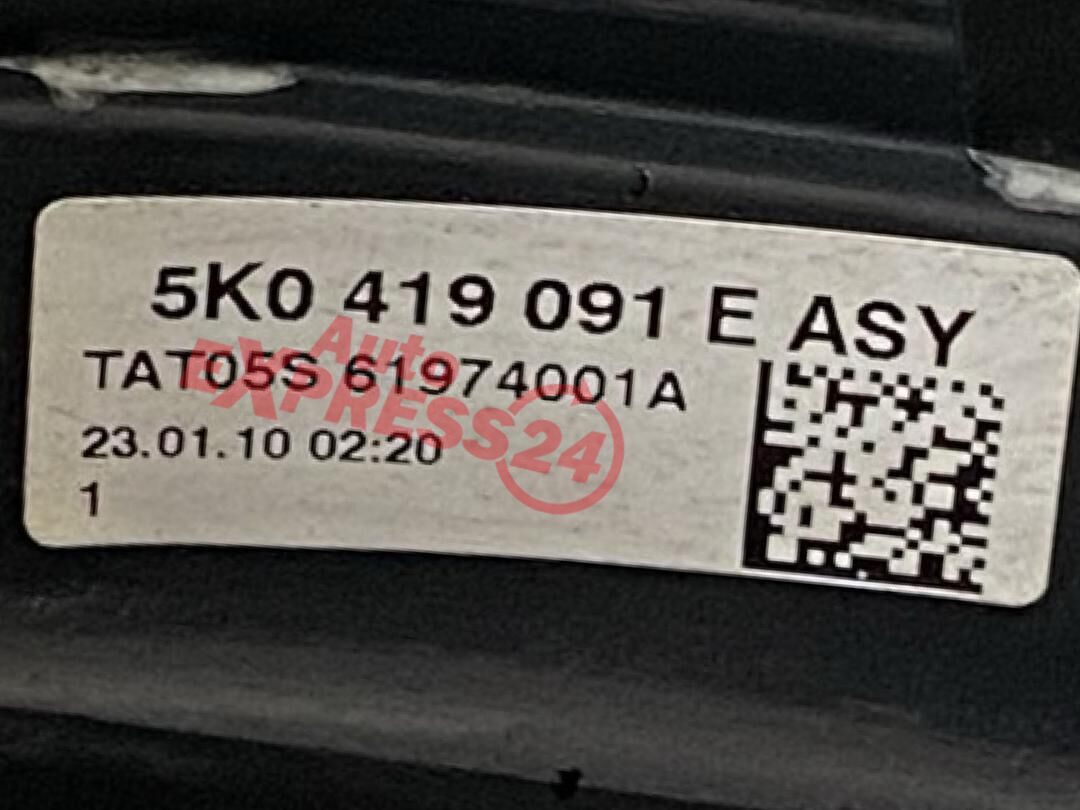 5K0 419 091 E ASY
TAT05S 61974001A
23.01.10 02:20
1
Auto
EXPRESS24